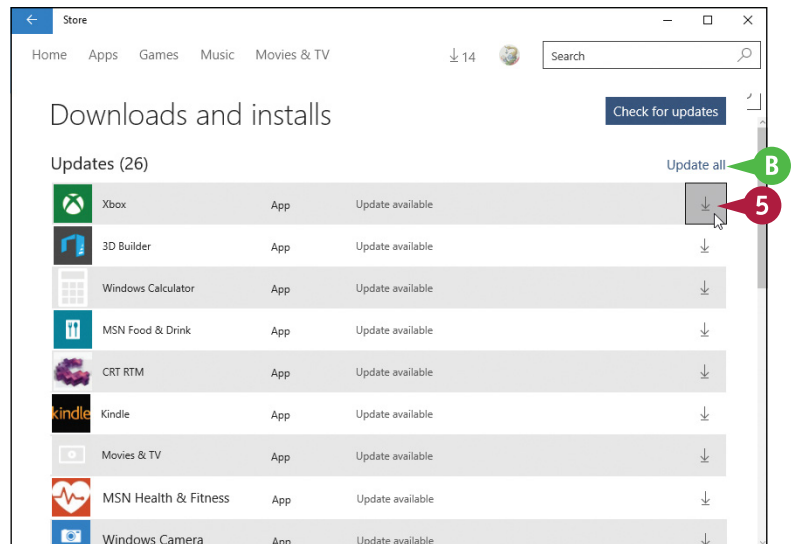 Store
Home Apps Games Music Movies & TV 14 Search
Downloads and installs Check for updates
Updates (26) Update all B
Xbox App Update available 5
3D Builder App Update available
Windows Calculator App Update available
MSN Food & Drink App Update available
CRT RTM App Update available
kindle Kindle App Update available
Movies & TV App Update available
MSN Health & Fitness App Update available
Windows Camera App Update available